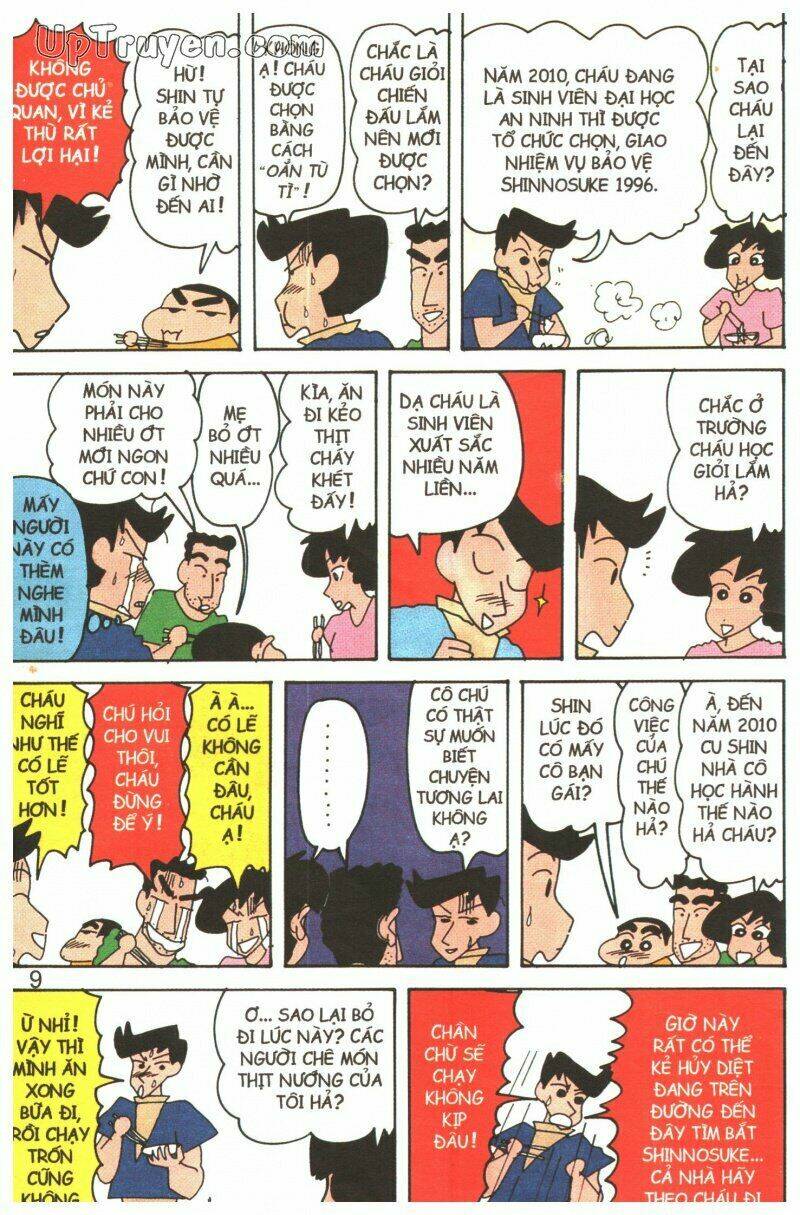 UpTruyen.com
TẠI
SAO
CHÁU
LẠI
ĐẾN
ĐÂY?
NĂM 2010, CHÁU ĐANG
LÀ SINH VIÊN ĐẠI HỌC
AN NINH THÌ ĐƯỢC
TỔ CHỨC CHỌN, GIAO
NHIỆM VỤ BẢO VỆ
SHINNOSUKE 1996.
CHẮC LÀ
CHÁU GIỎI
CHIẾN
ĐẤU LẮM
NÊN MỚI
ĐƯỢC
CHỌN?
KHÔNG
Ạ! CHÁU
ĐƯỢC
CHỌN
BẰNG
CÁCH
"OẲN TÙ
TÌ"!
HỪ!
SHIN TỰ
BẢO VỆ
ĐƯỢC
MÌNH, CẦN
GÌ NHỜ
ĐẾN AI!
KHÔNG
ĐƯỢC CHỦ
QUAN, VÌ KẺ
THÙ RẤT
LỢI HẠI!
CHẮC Ở
TRƯỜNG
CHÁU HỌC
GIỎI LẮM
HẢ?
DẠ CHÁU LÀ
SINH VIÊN
XUẤT SẮC
NHIỀU NĂM
LIỀN...
KÌA, ĂN
ĐI KẺO
THỊT
CHÁY
KHÉT
ĐẤY!
MẸ
BỎ ỚT
NHIỀU
QUÁ...
MÓN NÀY
PHẢI CHO
NHIỀU ỚT
MỚI NGON
CHỨ CON!
MẤY
NGƯỜI
NÀY CÓ
THÈM
NGHE
MÌNH
ĐÂU!
À, ĐẾN
NĂM 2010
CU SHIN
NHÀ CÔ
HỌC HÀNH
THẾ NÀO
HẢ CHÁU?
CÔNG
VIỆC
CỦA
CHÚ
THẾ
NÀO
HẢ?
SHIN
LÚC ĐÓ
CÓ MẤY
CÔ BẠN
GÁI?
CÔ CHÚ
CÓ THẬT
SỰ MUỐN
BIẾT
CHUYỆN
TƯƠNG LAI
KHÔNG
Ạ?
........
À À...
CÓ LẼ
KHÔNG
CẦN
ĐÂU,
CHÁU
Ạ!
CHÚ HỎI
CHO VUI
THÔI,
CHÁU
ĐỪNG
ĐỂ Ý!
CHÁU
NGHĨ
NHƯ THẾ
CÓ LẼ
TỐT
HƠN!
9
GIỜ NÀY
RẤT CÓ THỂ
KẺ HỦY DIỆT
ĐANG TRÊN
ĐƯỜNG ĐẾN
ĐÂY TÌM BẮT
SHINNOSUKE...
CẢ NHÀ HÃY
THEO CHÁU ĐI
CHẦN
CHỪ SẼ
CHẠY
KHÔNG
KỊP
ĐÂU!
Ơ... SAO LẠI BỎ
ĐI LÚC NÀY? CÁC
NGƯỜI CHÊ MÓN
THỊT NƯỚNG CỦA
TÔI HẢ?
Ừ NHỈ!
VẬY THÌ
MÌNH ĂN
XONG
BỮA ĐI,
RỒI CHẠY
TRỐN
CŨNG
KHÔNG